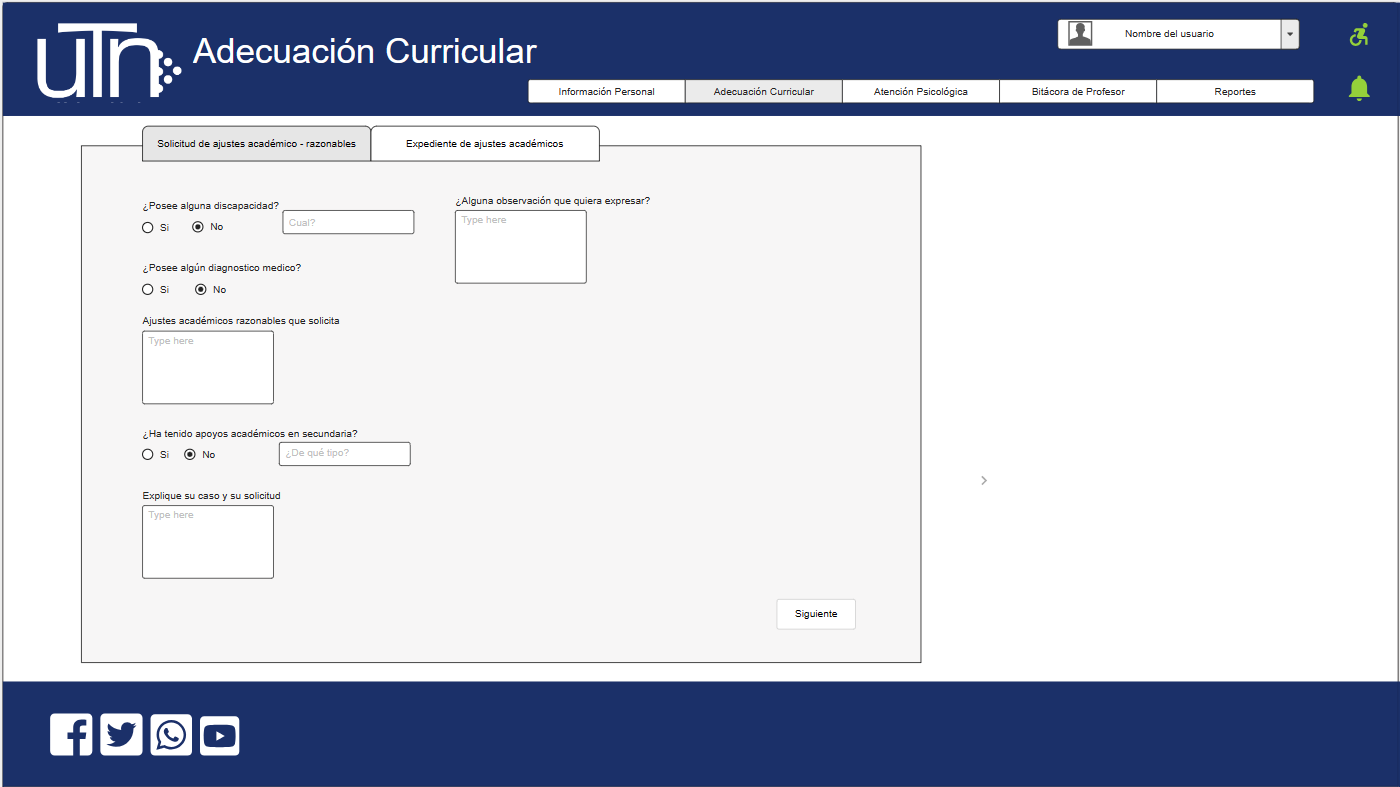 uTn
Adecuación Curricular
Nombre del usuario
Información Personal
Adecuación Curricular
Atención Psicológica
Bitácora de Profesor
Reportes
Solicitud de ajustes académico - razonables
Expediente de ajustes académicos
¿Posee alguna discapacidad?
Si
No
Cual?
¿Alguna observación que quiera expresar?
Type here
¿Posee algún diagnostico medico?
Si
No
Ajustes académicos razonables que solicita
Type here
¿Ha tenido apoyos académicos en secundaria?
Si
No
¿De qué tipo?
Explique su caso y su solicitud
Type here
Siguiente